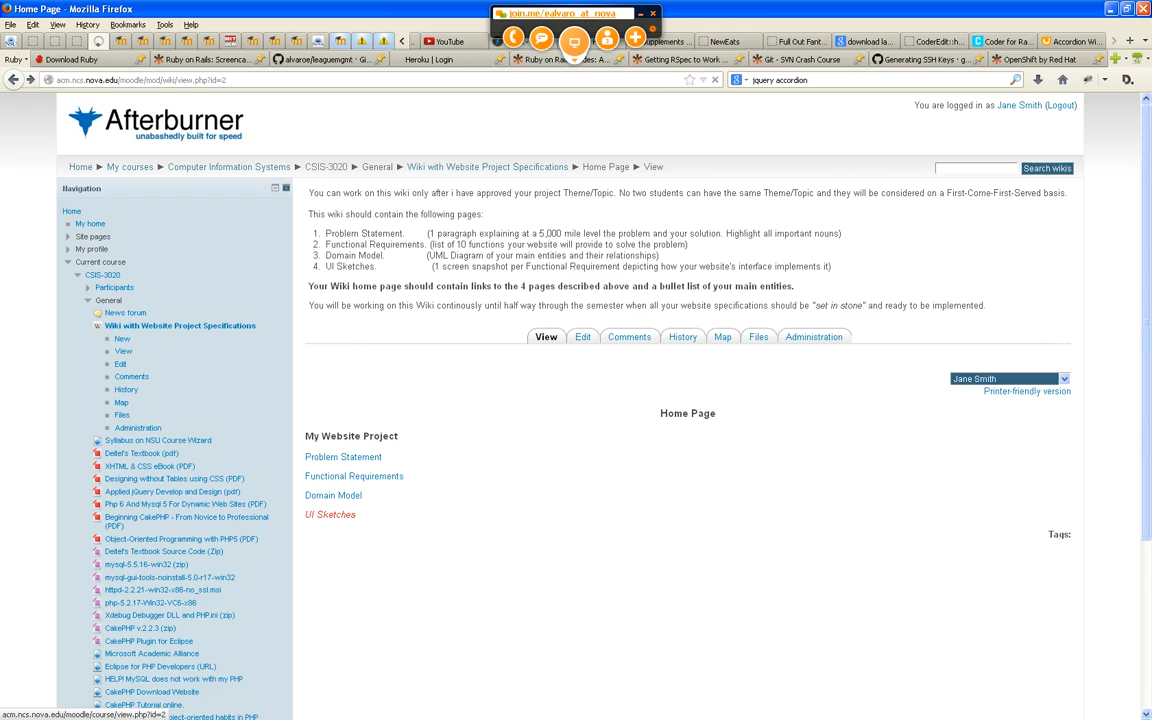 Home Page - Mozilla Firefox
join.me/ealvaro_at_nova
File Edit View History Bookmarks Tools Help
YouTube
NewEats
Full Out Fant...
download la...
CoderEdit::h...
Coder for Ra...
Accordion Wi...
Ruby
Download Ruby
Ruby on Rails: Screenca...
alvaroe/leaguemgmt · Gi...
Heroku | Login
Getting RSpec to Work ...
Git - SVN Crash Course
Generating SSH Keys · g...
OpenShift by Red Hat
acm.ncs.nova.edu/moodle/mod/wiki/view.php?id=2
jquery accordion
Afterburner
unabashedly built for speed
You are logged in as Jane Smith (Logout)
Home ► My courses ► Computer Information Systems ► CSIS-3020 ► General ► Wiki with Website Project Specifications ► Home Page ► View
Search wikis
Navigation
Home
My home
Site pages
My profile
Current course
CSIS-3020
Participants
General
News forum
Wiki with Website Project Specifications
New
View
Edit
Comments
History
Map
Files
Administration
Syllabus on NSU Course Wizard
Deitel's Textbook (pdf)
XHTML & CSS eBook (PDF)
Designing without Tables using CSS (PDF)
Applied jQuery Develop and Design (pdf)
Php 6 And Mysql 5 For Dynamic Web Sites (PDF)
Beginning CakePHP - From Novice to Professional
(PDF)
Object-Oriented Programming with PHP5 (PDF)
Deitel's Textbook Source Code (Zip)
mysql-5.5.16-win32 (zip)
mysql-gui-tools-noinstall-5.0-r17-win32
httpd-2.2.21-win32-x86-no_ssl.msi
php-5.2.17-Win32-VC6-x86
Xdebug Debugger DLL and PHP.ini (zip)
CakePHP v.2.2.3 (zip)
CakePHP Plugin for Eclipse
Microsoft Academic Alliance
Eclipse for PHP Developers (URL)
HELP! MySQL does not work with my PHP
CakePHP Download Website
CakePHP Tutorial online.
acm.ncs.nova.edu/moodle/course/view.php?id=2
ject-oriented habits in PHP
You can work on this wiki only after i have approved your project Theme/Topic. No two students can have the same Theme/Topic and they will be considered on a First-Come-First-Served basis.
This wiki should contain the following pages:
1. Problem Statement. (1 paragraph explaining at a 5,000 mile level the problem and your solution. Highlight all important nouns)
2. Functional Requirements. (list of 10 functions your website will provide to solve the problem)
3. Domain Model. (UML Diagram of your main entities and their relationships)
4. UI Sketches. (1 screen snapshot per Functional Requirement depicting how your website's interface implements it)
Your Wiki home page should contain links to the 4 pages described above and a bullet list of your main entities.
You will be working on this Wiki continously until half way through the semester when all your website specifications should be "set in stone" and ready to be implemented.
View Edit Comments History Map Files Administration
Jane Smith
Printer-friendly version
Home Page
My Website Project
Problem Statement
Functional Requirements
Domain Model
UI Sketches
Tags: